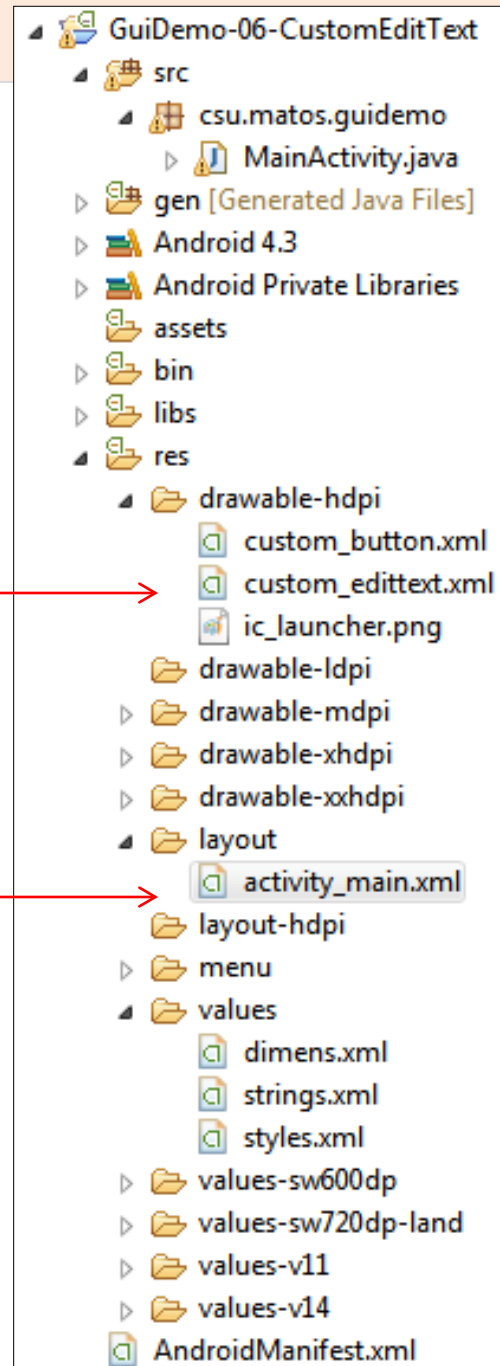 GuiDemo-06-CustomEditText
src
csu.matos.guidemo
MainActivity.java
gen [Generated Java Files]
Android 4.3
Android Private Libraries
assets
bin
libs
res
drawable-hdpi
custom_button.xml
custom_edittext.xml
ic_launcher.png
drawable-ldpi
drawable-mdpi
drawable-xhdpi
drawable-xxhdpi
layout
activity_main.xml
layout-hdpi
menu
values
dimens.xml
strings.xml
styles.xml
values-sw600dp
values-sw720dp-land
values-v11
values-v14
AndroidManifest.xml